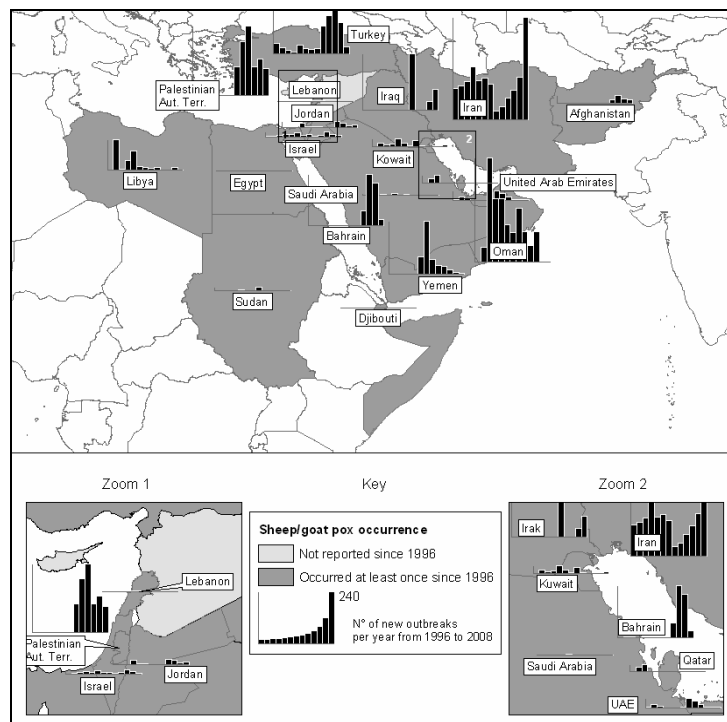 Turkey
Palestinian
Aut. Terr.
Lebanon
Iraq
Iran
Afghanistan
Jordan
Israel
Kuwait
2
Libya
Egypt
Saudi Arabia
United Arab Emirates
Bahrain
Oman
Yemen
Sudan
Djibouti
Zoom 1
Key
Zoom 2
Lebanon
Palestinian
Aut. Terr.
Israel
Jordan
Sheep/goat pox occurrence
Not reported since 1996
Occurred at least once since 1996
240
N° of new outbreaks
per year from 1996 to 2008
Irak
Iran
Kuwait
Bahrain
Saudi Arabia
Qatar
UAE